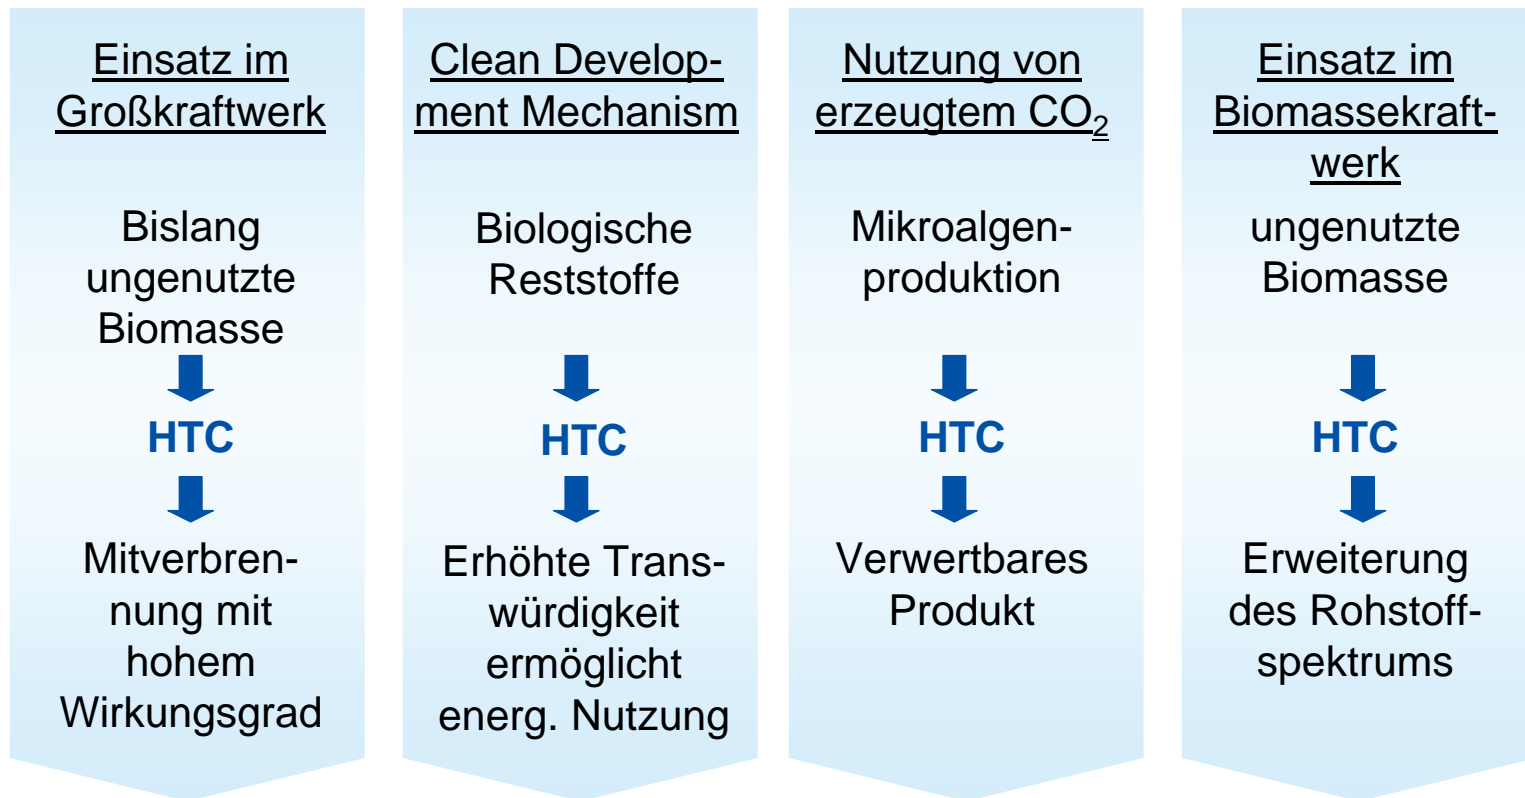 Einsatz im
Großkraftwerk
Bislang
ungenutzte
Biomasse
HTC
Mitverbren-
nung mit
hohem
Wirkungsgrad
Clean Develop-
ment Mechanism
Biologische
Reststoffe
HTC
Erhöhte Trans-
würdigkeit
ermöglicht
energ. Nutzung
Nutzung von
erzeugtem CO₂
Mikroalgen-
produktion
HTC
Verwertbares
Produkt
Einsatz im
Biomassekraft-
werk
ungenutzte
Biomasse
HTC
Erweiterung
des Rohstoff-
spektrums